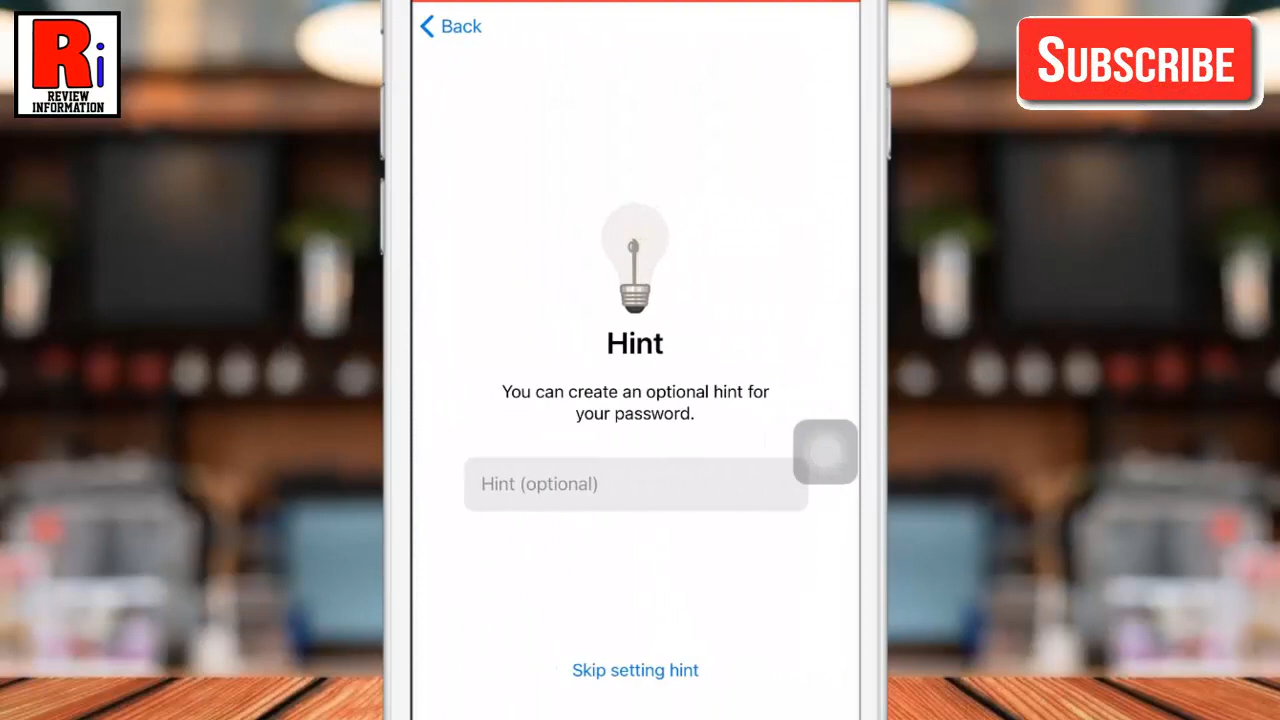 Ri
REVIEW
INFORMATION
SUBSCRIBE
Back
Hint
You can create an optional hint for
your password.
Hint (optional)
Skip setting hint